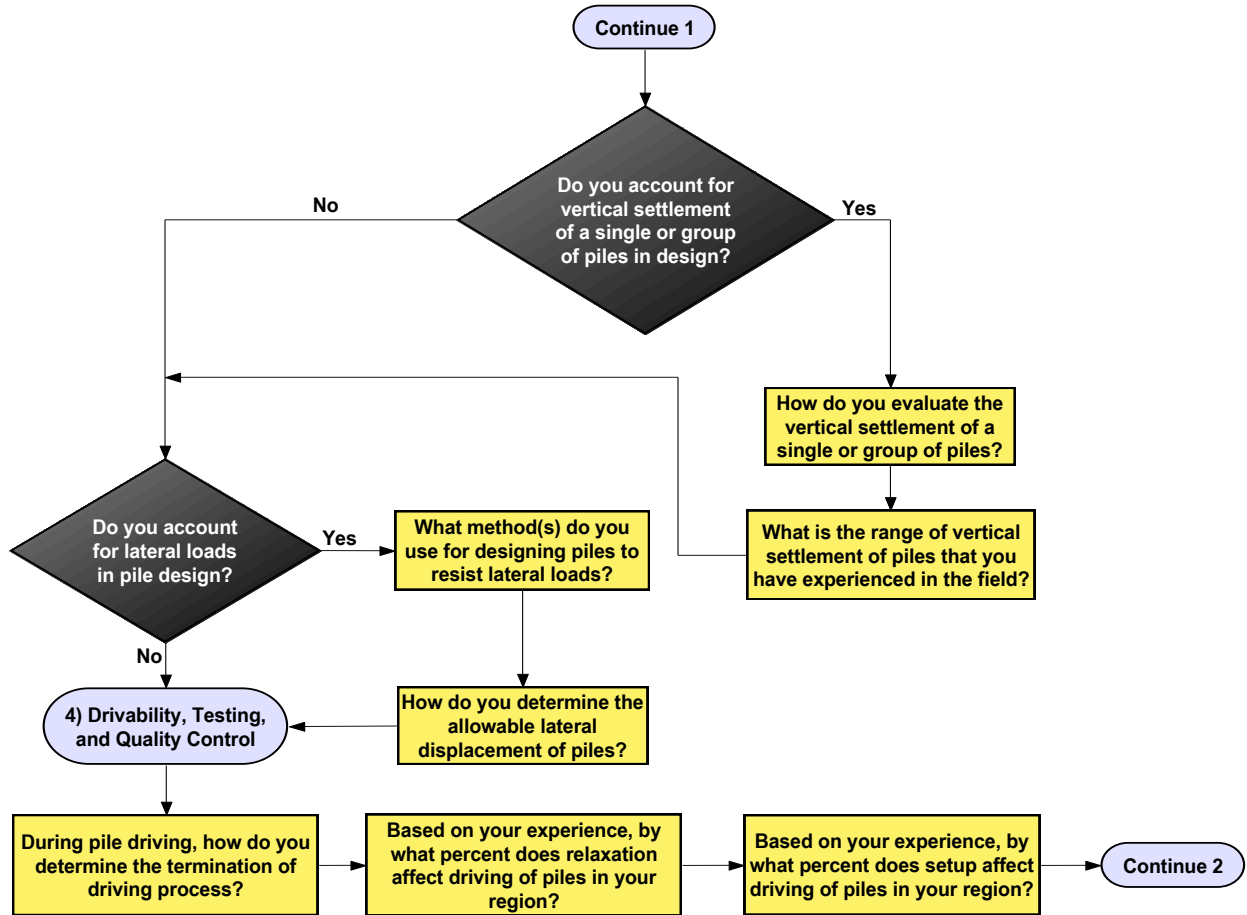 Continue 1
Do you account for
vertical settlement
of a single or group
of piles in design?
No
Yes
How do you evaluate the
vertical settlement of a
single or group of piles?
What is the range of vertical
settlement of piles that you
have experienced in the field?
Do you account
for lateral loads
in pile design?
Yes
What method(s) do you
use for designing piles to
resist lateral loads?
No
How do you determine the
allowable lateral
displacement of piles?
4) Drivability, Testing,
and Quality Control
During pile driving, how do you
determine the termination of
driving process?
Based on your experience, by
what percent does relaxation
affect driving of piles in your
region?
Based on your experience, by
what percent does setup affect
driving of piles in your region?
Continue 2